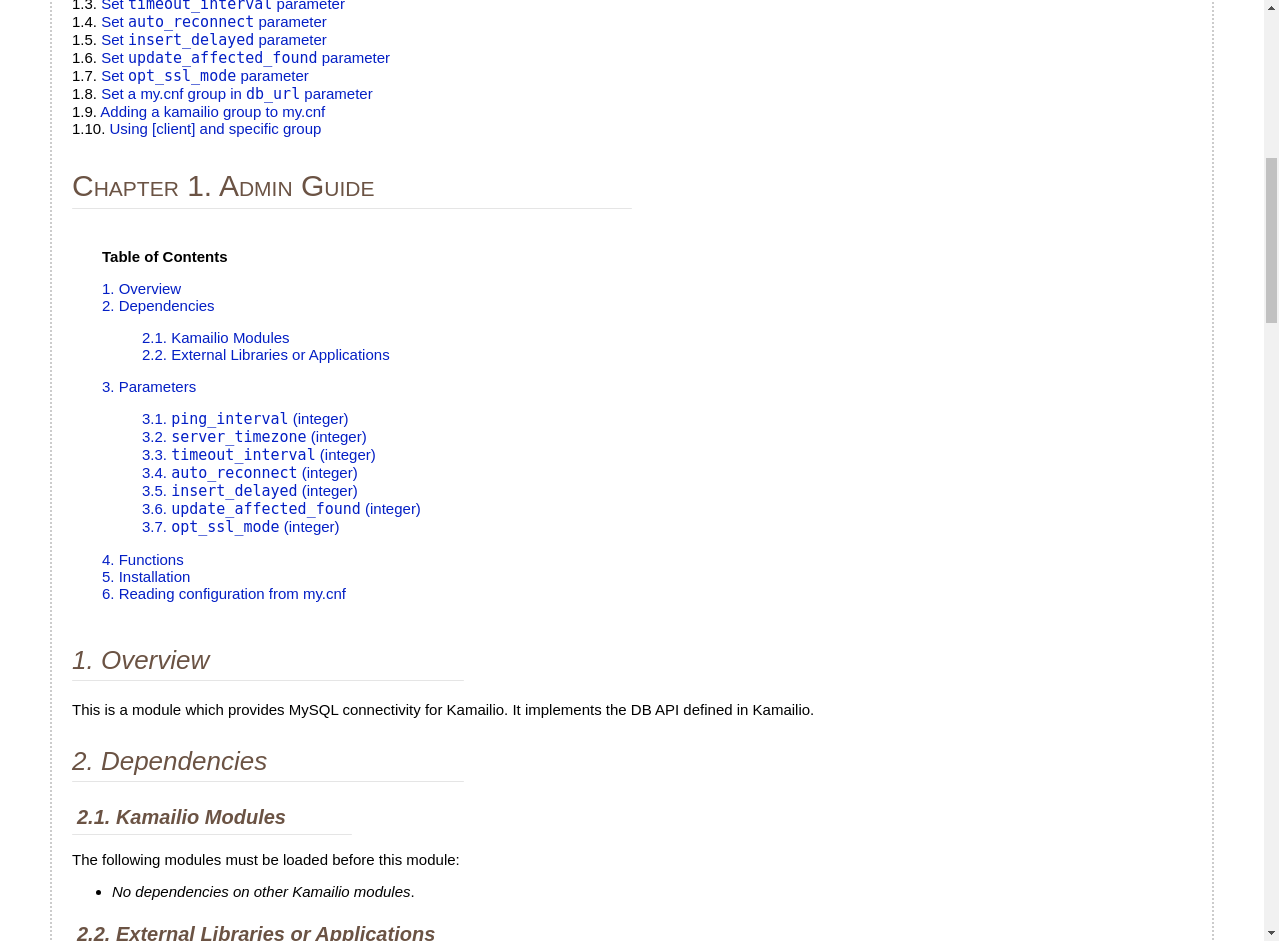 1.3. Set timeout_interval parameter
1.4. Set auto_reconnect parameter
1.5. Set insert_delayed parameter
1.6. Set update_affected_found parameter
1.7. Set opt_ssl_mode parameter
1.8. Set a my.cnf group in db_url parameter
1.9. Adding a kamailio group to my.cnf
1.10. Using [client] and specific group
Chapter 1. Admin Guide
Table of Contents
1. Overview
2. Dependencies
2.1. Kamailio Modules
2.2. External Libraries or Applications
3. Parameters
3.1. ping_interval (integer)
3.2. server_timezone (integer)
3.3. timeout_interval (integer)
3.4. auto_reconnect (integer)
3.5. insert_delayed (integer)
3.6. update_affected_found (integer)
3.7. opt_ssl_mode (integer)
4. Functions
5. Installation
6. Reading configuration from my.cnf
1. Overview
This is a module which provides MySQL connectivity for Kamailio. It implements the DB API defined in Kamailio.
2. Dependencies
2.1. Kamailio Modules
The following modules must be loaded before this module:
• No dependencies on other Kamailio modules.
2.2. External Libraries or Applications